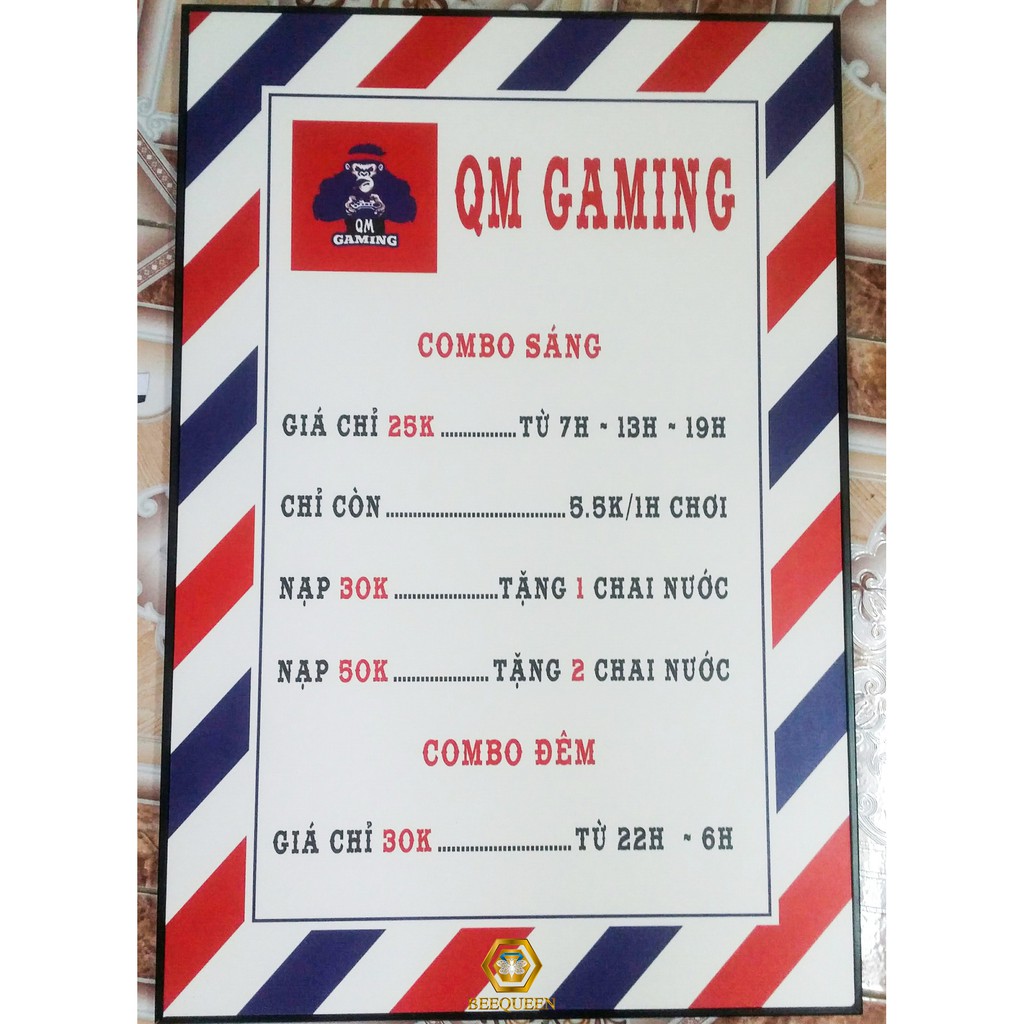 QM GAMING
QM
GAMING
COMBO SÁNG
GIÁ CHỈ 25K.................TỪ 7H ~ 13H ~ 19H
CHỈ CÒN........................................5.5K/1H CHƠI
NẠP 30K.......................TẶNG 1 CHAI NƯỚC
NẠP 50K.....................TẶNG 2 CHAI NƯỚC
COMBO ĐÊM
GIÁ CHỈ 30K..............................TỪ 22H ~ 6H
BEEQUEEN